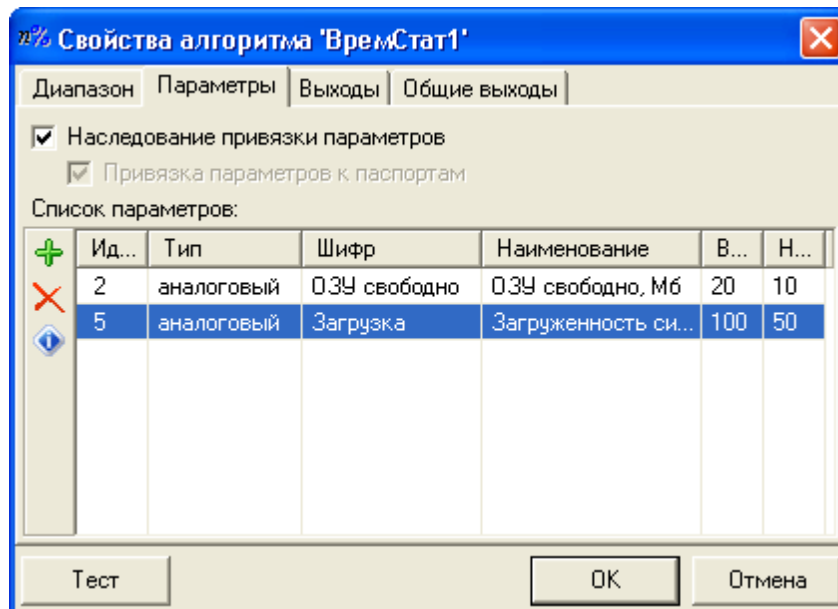 n% Свойства алгоритма 'ВремСтат1'
Диапазон Параметры Выходы Общие выходы
Наследование привязки параметров
Привязка параметров к паспортам
Список параметров:
Ид... Тип Шифр Наименование В... Н...
2 аналоговый ОЗУ свободно ОЗУ свободно, Мб 20 10
5 аналоговый Загрузка Загруженность си... 100 50
Тест OK Отмена